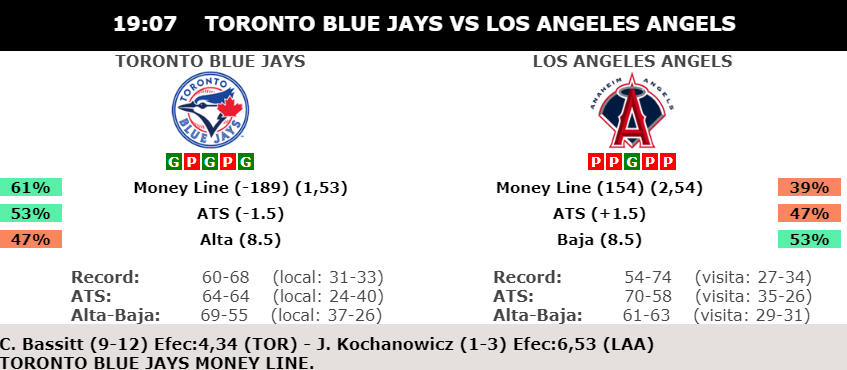 19:07 TORONTO BLUE JAYS VS LOS ANGELES ANGELS
TORONTO BLUE JAYS LOS ANGELES ANGELS
TORONTO BLUE JAYS ANAHEIM ANGELS A
G P G P G P P G P P
61% Money Line (-189) (1,53) Money Line (154) (2,54) 39%
53% ATS (-1.5) ATS (+1.5) 47%
47% Alta (8.5) Baja (8.5) 53%
Record: 60-68 (local: 31-33) Record: 54-74 (visita: 27-34)
ATS: 64-64 (local: 24-40) ATS: 70-58 (visita: 35-26)
Alta-Baja: 69-55 (local: 37-26) Alta-Baja: 61-63 (visita: 29-31)
C. Bassitt (9-12) Efec:4,34 (TOR) - J. Kochanowicz (1-3) Efec:6,53 (LAA)
TORONTO BLUE JAYS MONEY LINE.